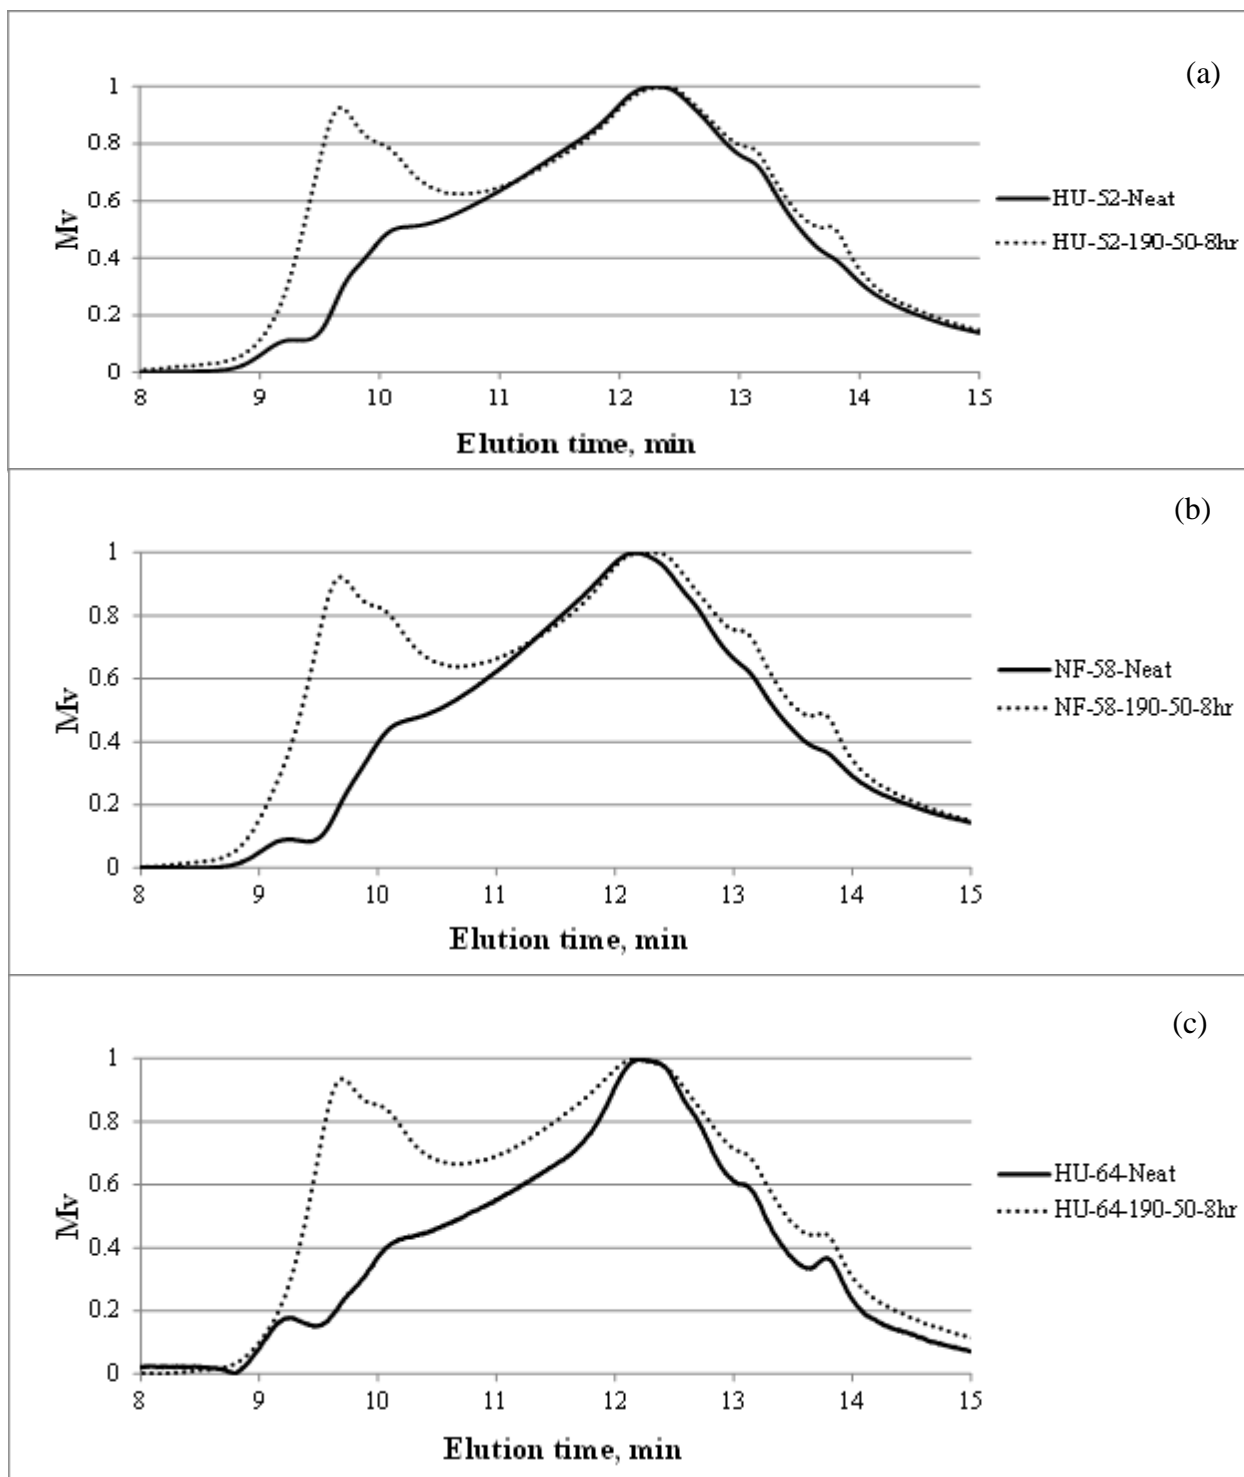 (a)
1
0.8
0.6
0.4
0.2
0
Mv
8 9 10 11 12 13 14 15
Elution time, min
HU-52-Neat
HU-52-190-50-8hr
(b)
1
0.8
0.6
0.4
0.2
0
Mv
8 9 10 11 12 13 14 15
Elution time, min
NF-58-Neat
NF-58-190-50-8hr
(c)
1
0.8
0.6
0.4
0.2
0
Mv
8 9 10 11 12 13 14 15
Elution time, min
HU-64-Neat
HU-64-190-50-8hr